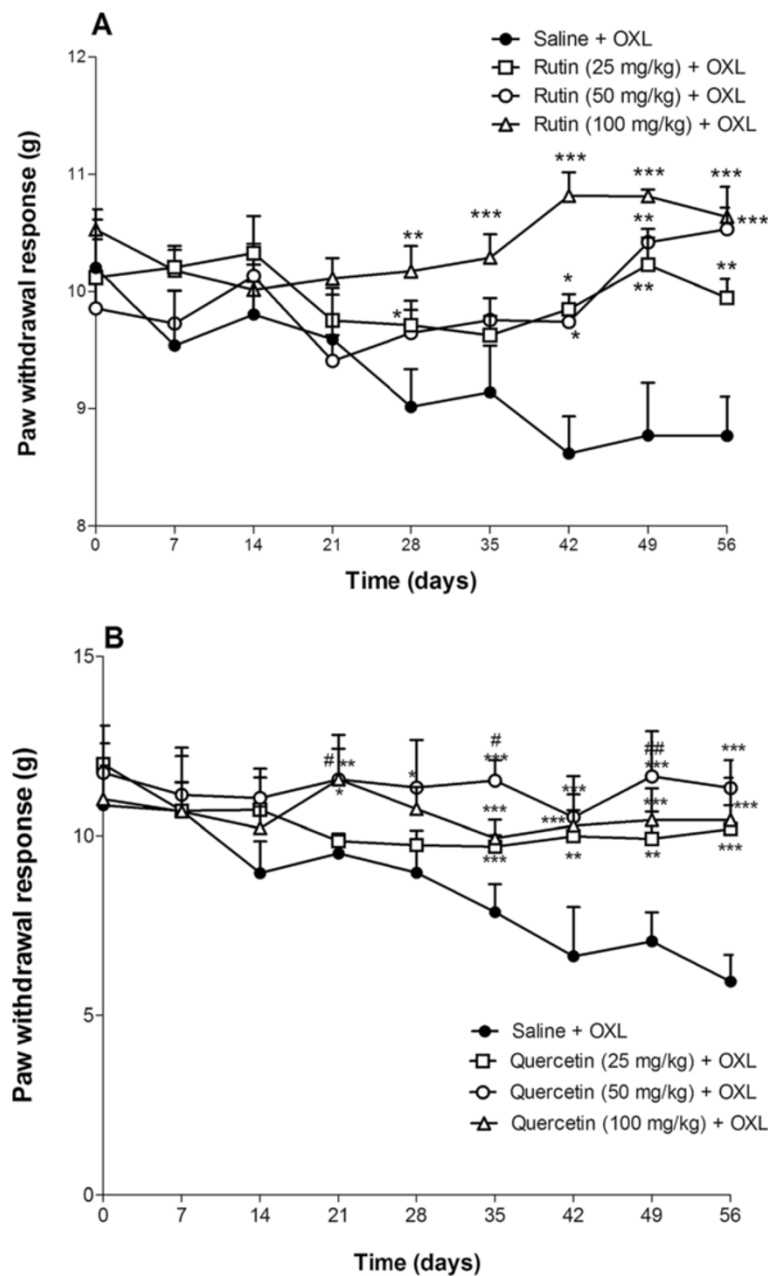 A
Saline + OXL
Rutin (25 mg/kg) + OXL
Rutin (50 mg/kg) + OXL
Rutin (100 mg/kg) + OXL
Paw withdrawal response (g)
12
11
10
9
8
*** *** ***
** *** ** ***
* * ** **
*
0 7 14 21 28 35 42 49 56
Time (days)
B
Paw withdrawal response (g)
15
10
5
0
# ** * # *** *** ## *** ***
* *** *** *** ***
*** ** ** ***
Saline + OXL
Quercetin (25 mg/kg) + OXL
Quercetin (50 mg/kg) + OXL
Quercetin (100 mg/kg) + OXL
0 7 14 21 28 35 42 49 56
Time (days)